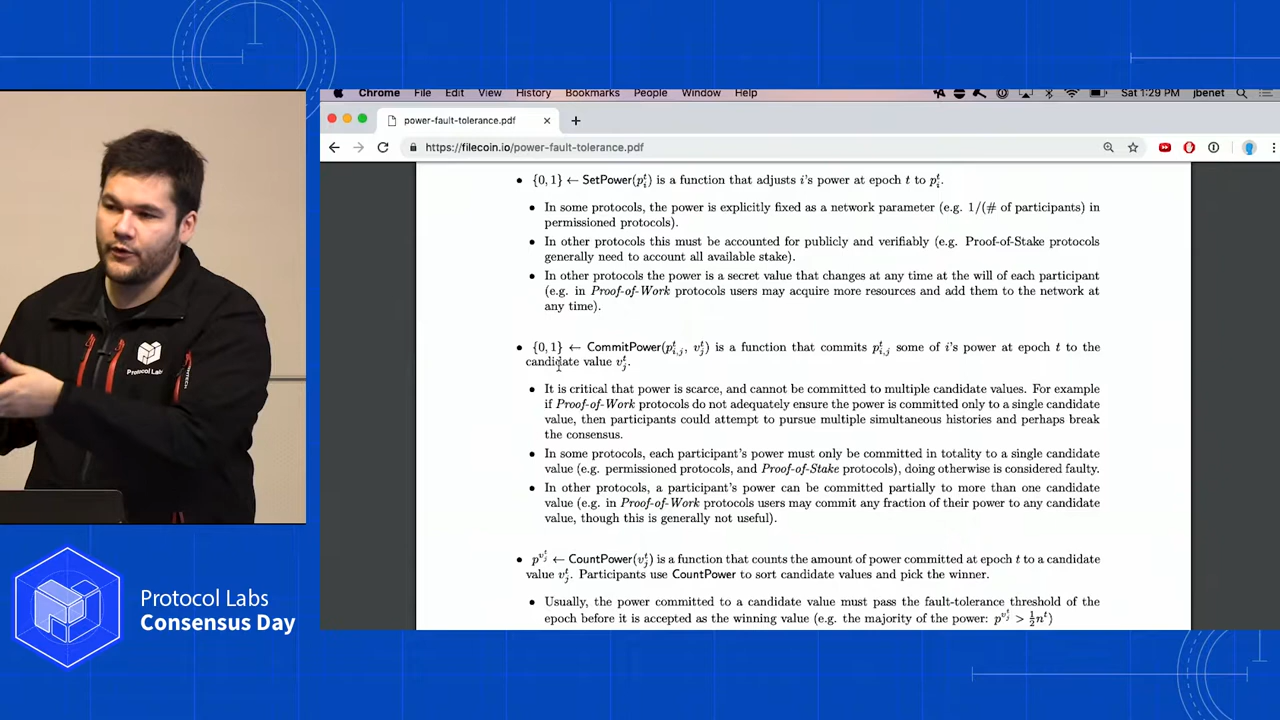 Chrome File Edit View History Bookmarks People Window Help Sat 1:29 PM jbenet
power-fault-tolerance.pdf
https://filecoin.io/power-fault-tolerance.pdf
• {0, 1} ← SetPower(pᵢᵗ) is a function that adjusts i's power at epoch t to pᵢᵗ.
• In some protocols, the power is explicitly fixed as a network parameter (e.g. 1/(# of participants) in
permissioned protocols).
• In other protocols this must be accounted for publicly and verifiably (e.g. Proof-of-Stake protocols
generally need to account all available stake).
• In other protocols the power is a secret value that changes at any time at the will of each participant
(e.g. in Proof-of-Work protocols users may acquire more resources and add them to the network at
any time).
• {0, 1} ← CommitPower(pᵢ,ⱼᵗ, vⱼᵗ) is a function that commits pᵢ,ⱼᵗ some of i's power at epoch t to the
candidate value vⱼᵗ.
• It is critical that power is scarce, and cannot be committed to multiple candidate values. For example
if Proof-of-Work protocols do not adequately ensure the power is committed only to a single candidate
value, then participants could attempt to pursue multiple simultaneous histories and perhaps break
the consensus.
• In some protocols, each participant's power must only be committed in totality to a single candidate
value (e.g. permissioned protocols, and Proof-of-Stake protocols), doing otherwise is considered faulty.
• In other protocols, a participant's power can be committed partially to more than one candidate
value (e.g. in Proof-of-Work protocols users may commit any fraction of their power to any candidate
value, though this is generally not useful).
• p^vⱼᵗ ← CountPower(vⱼᵗ) is a function that counts the amount of power committed at epoch t to a candidate
value vⱼᵗ. Participants use CountPower to sort candidate values and pick the winner.
• Usually, the power committed to a candidate value must pass the fault-tolerance threshold of the
epoch before it is accepted as the winning value (e.g. the majority of the power: p^vⱼᵗ > ½nᵗ)
Protocol Labs
Protocol Labs
Consensus Day